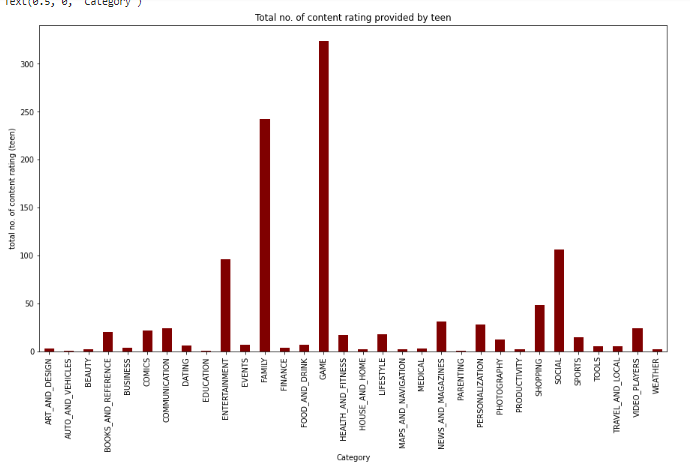 Text(0.5, 0, 'Category')
Total no. of content rating provided by teen
total no. of content rating (teen)
300
250
200
150
100
50
0
ART_AND_DESIGN
AUTO_AND_VEHICLES
BEAUTY
BOOKS_AND_REFERENCE
BUSINESS
COMICS
COMMUNICATION
DATING
EDUCATION
ENTERTAINMENT
EVENTS
FAMILY
FINANCE
FOOD_AND_DRINK
GAME
HEALTH_AND_FITNESS
HOUSE_AND_HOME
LIFESTYLE
MAPS_AND_NAVIGATION
MEDICAL
NEWS_AND_MAGAZINES
PARENTING
PERSONALIZATION
PHOTOGRAPHY
PRODUCTIVITY
SHOPPING
SOCIAL
SPORTS
TOOLS
TRAVEL_AND_LOCAL
VIDEO_PLAYERS
WEATHER
Category